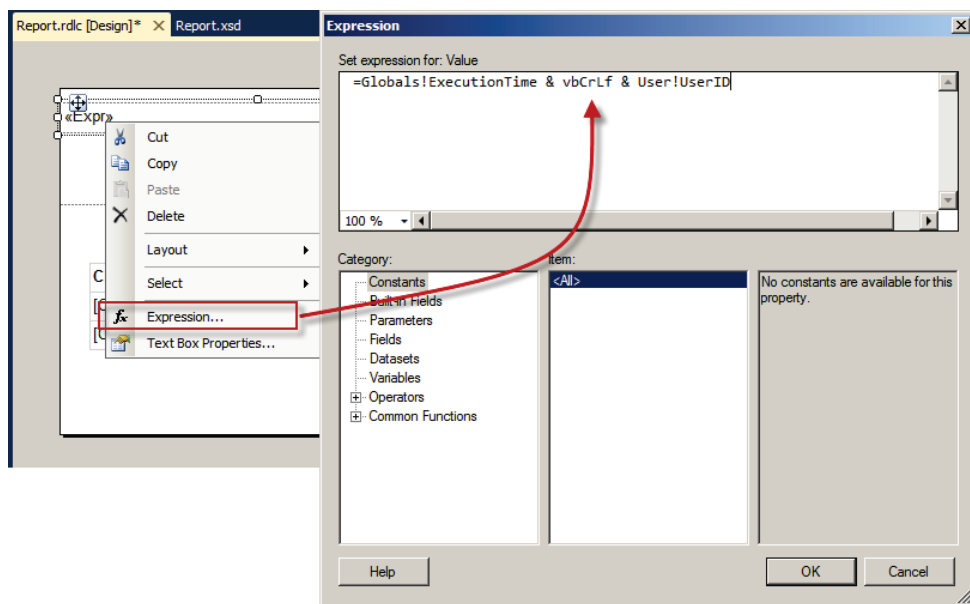 Report.rdlc [Design]* × Report.xsd
«Expr»
Cut
Copy
Paste
Delete
Layout
Select
fx Expression...
Text Box Properties...
C
[C
[C
Expression
Set expression for: Value
=Globals!ExecutionTime & vbCrLf & User!UserID
100 %
Category:
Constants
Built-in Fields
Parameters
Fields
Datasets
Variables
Operators
Common Functions
Item:
<All>
No constants are available for this
property.
Help
OK
Cancel